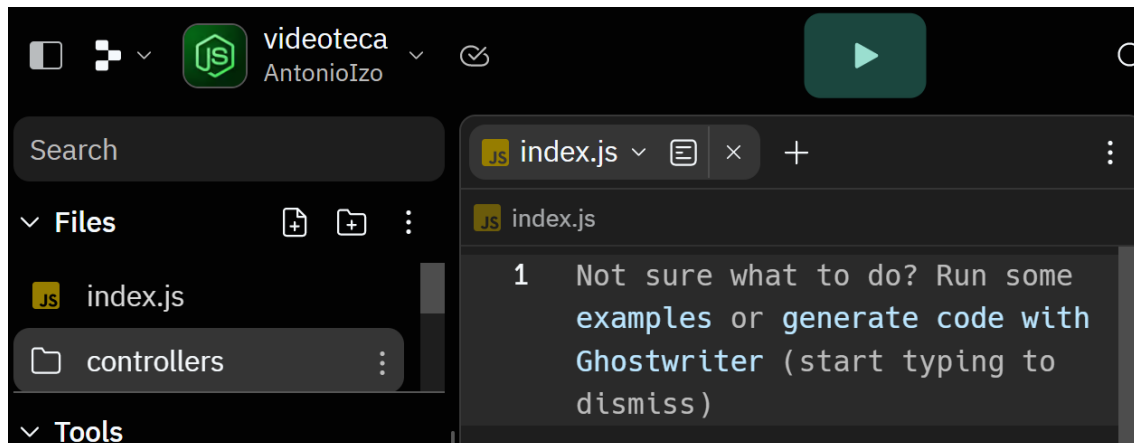 videoteca
AntonioIzo
Search
Files
index.js
controllers
Tools
index.js
index.js
1 Not sure what to do? Run some
examples or generate code with
Ghostwriter (start typing to
dismiss)